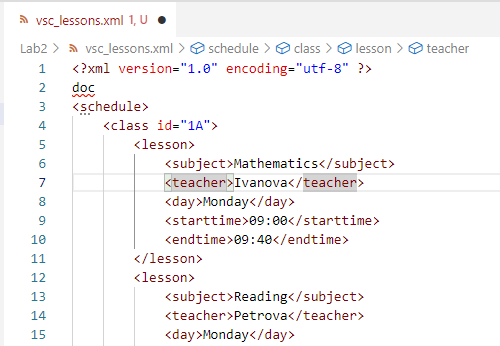 vsc_lessons.xml 1, U
Lab2 > vsc_lessons.xml > schedule > class > lesson > teacher
1 <?xml version="1.0" encoding="utf-8" ?>
2 doc
3 <schedule>
4 <class id="1A">
5 <lesson>
6 <subject>Mathematics</subject>
7 <teacher>Ivanova</teacher>
8 <day>Monday</day>
9 <starttime>09:00</starttime>
10 <endtime>09:40</endtime>
11 </lesson>
12 <lesson>
13 <subject>Reading</subject>
14 <teacher>Petrova</teacher>
15 <day>Monday</day>